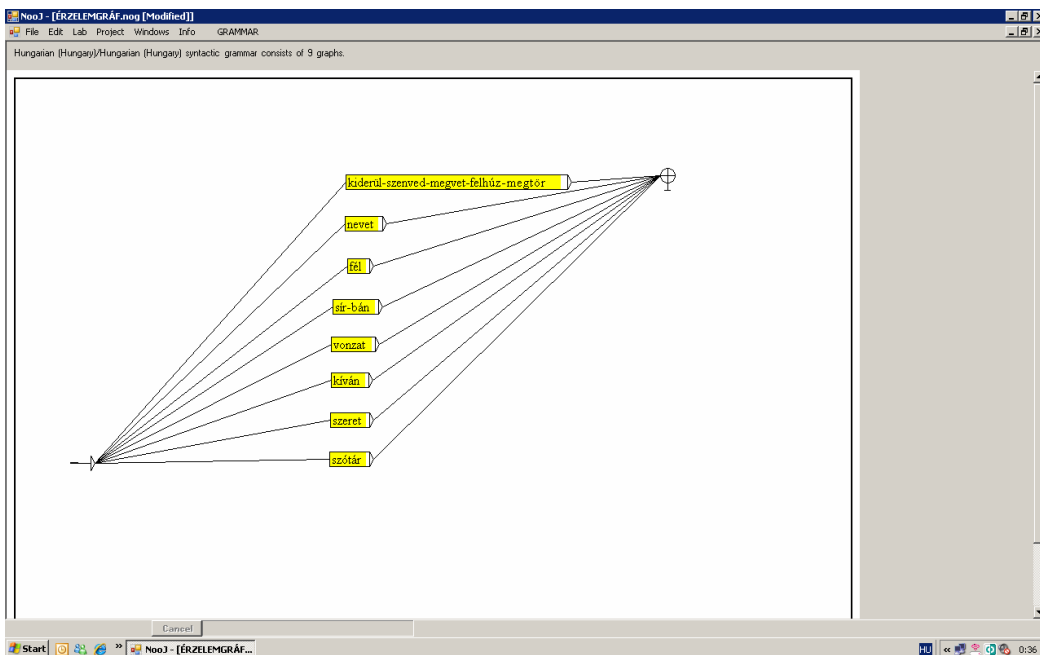 NooJ - [ÉRZELEMGRÁF.nog [Modified]]
File Edit Lab Project Windows Info GRAMMAR
Hungarian (Hungary)/Hungarian (Hungary) syntactic grammar consists of 9 graphs.
kiderül-szenved-megvet-felhúz-megtör
nevet
fél
sír-bán
vonzat
kíván
szeret
szótár
Cancel
Start » NooJ - [ÉRZELEMGRÁF... HU « 0:36